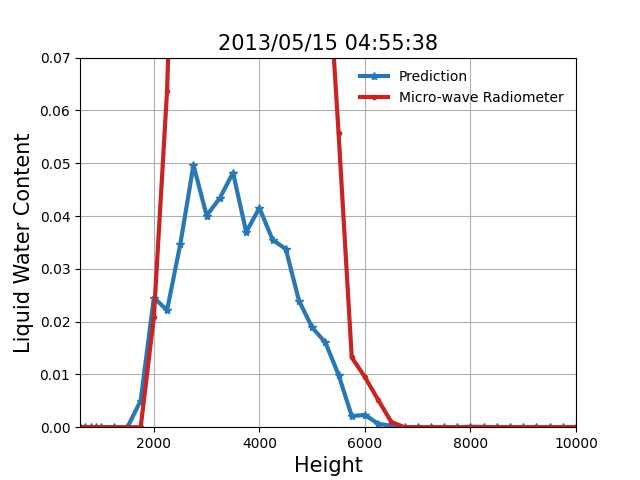 2013/05/15 04:55:38
Prediction
Micro-wave Radiometer
Liquid Water Content
0.07
0.06
0.05
0.04
0.03
0.02
0.01
0.00
2000 4000 6000 8000 10000
Height